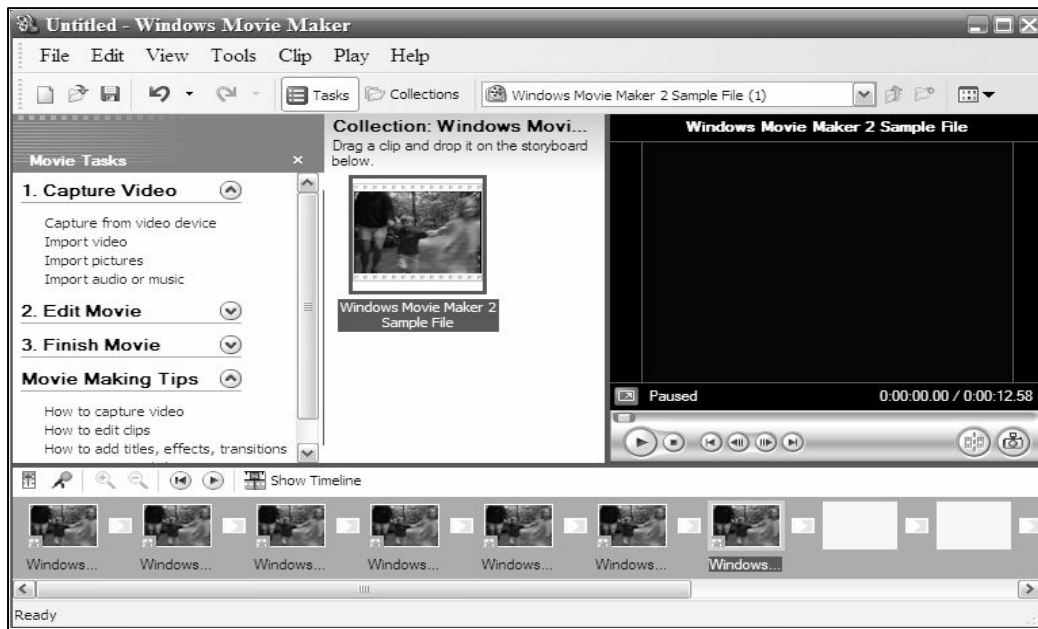 Untitled - Windows Movie Maker
File Edit View Tools Clip Play Help
Tasks Collections Windows Movie Maker 2 Sample File (1)
Movie Tasks
1. Capture Video
Capture from video device
Import video
Import pictures
Import audio or music
2. Edit Movie
3. Finish Movie
Movie Making Tips
How to capture video
How to edit clips
How to add titles, effects, transitions
Collection: Windows Movi...
Drag a clip and drop it on the storyboard
below.
Windows Movie Maker 2
Sample File
Windows Movie Maker 2 Sample File
Paused 0:00:00.00 / 0:00:12.58
Show Timeline
Windows... Windows... Windows... Windows... Windows... Windows... Windows...
Ready